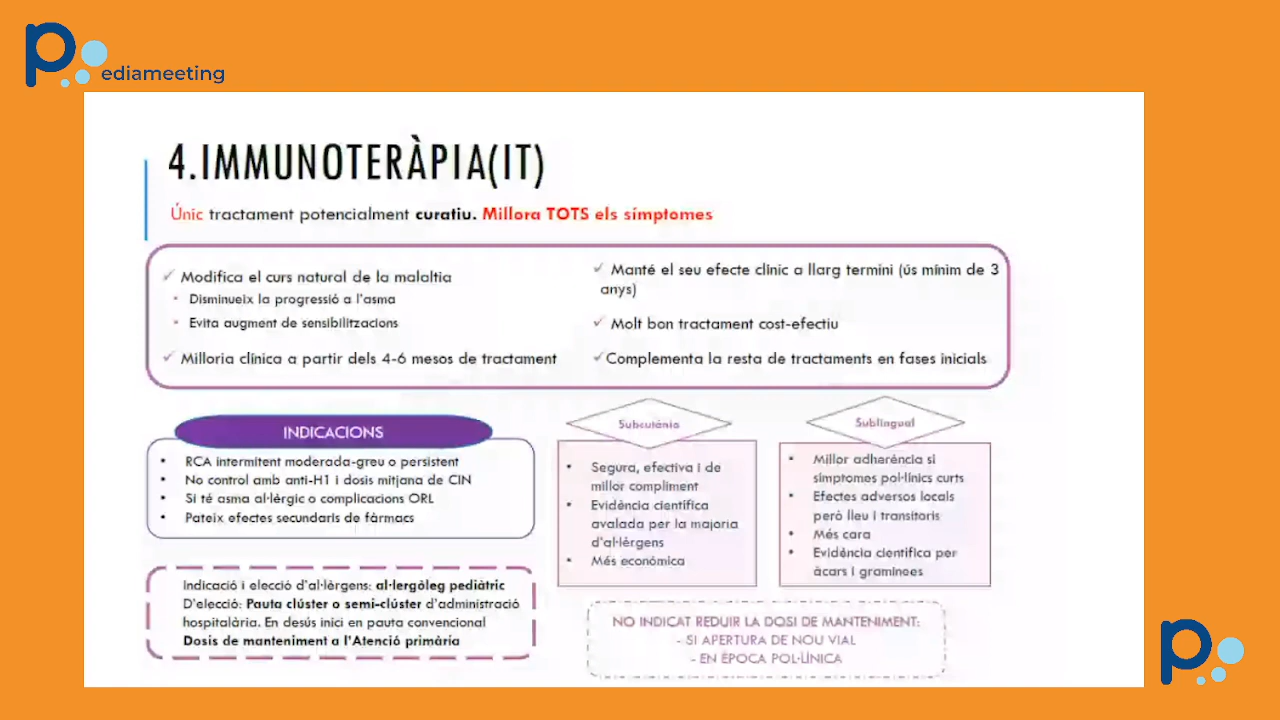 pediameeting
4.IMMUNOTERÀPIA(IT)
Únic tractament potencialment curatiu. Millora TOTS els símptomes
✓ Modifica el curs natural de la malaltia
• Disminueix la progressió a l'asma
• Evita augment de sensibilitzacions
✓ Milloria clínica a partir dels 4-6 mesos de tractament
✓ Manté el seu efecte clínic a llarg termini (ús mínim de 3
anys)
✓ Molt bon tractament cost-efectiu
✓Complementa la resta de tractaments en fases inicials
INDICACIONS
• RCA intermitent moderada-greu o persistent
• No control amb anti-H1 i dosis mitjana de CIN
• Si té asma al·lèrgic o complicacions ORL
• Pateix efectes secundaris de fàrmacs
Indicació i elecció d'al·lèrgens: al·lergòleg pediàtric
D'elecció: Pauta clúster o semi-clúster d'administració
hospitalària. En desús inici en pauta convencional
Dosis de manteniment a l'Atenció primària
Subcutània
• Segura, efectiva i de
millor compliment
• Evidència científica
avalada per la majoria
d'al·lèrgens
• Més econòmica
Sublingual
• Millor adherència si
símptomes pol·línics curts
• Efectes adversos locals
però lleu i transitoris
• Més cara
• Evidència científica per
àcars i gramínees
NO INDICAT REDUIR LA DOSI DE MANTENIMENT:
- SI APERTURA DE NOU VIAL
- EN ÈPOCA POL·LÍNICA
p